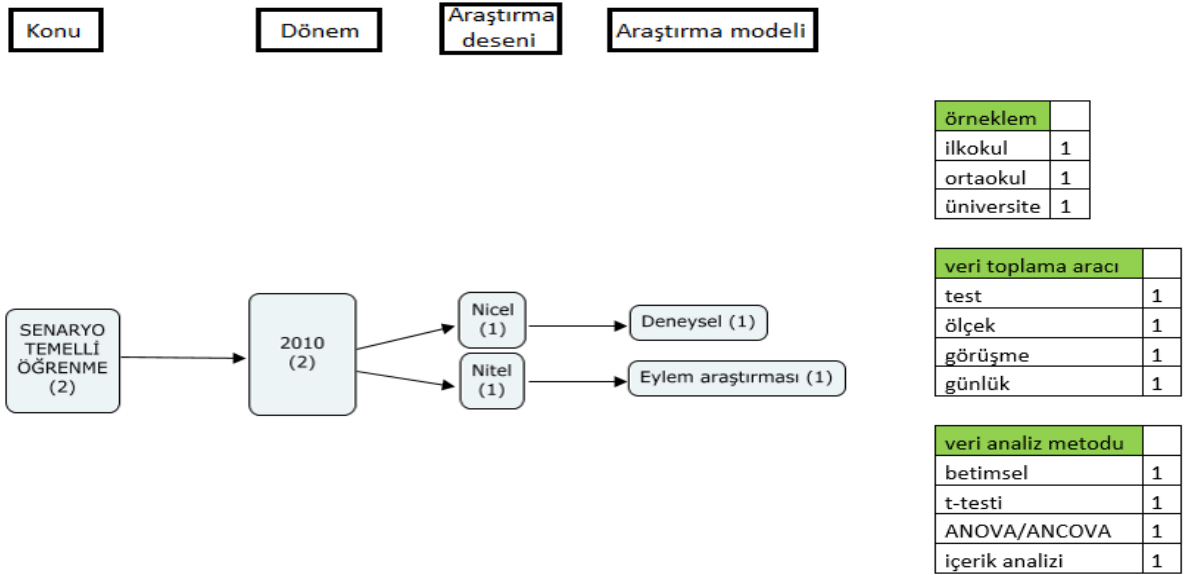 Konu
Dönem
Araştırma
deseni
Araştırma modeli
SENARYO
TEMELLİ
ÖĞRENME
(2)
2010
(2)
Nicel
(1)
Nitel
(1)
Deneysel (1)
Eylem araştırması (1)
örneklem
ilkokul 1
ortaokul 1
üniversite 1
veri toplama aracı
test 1
ölçek 1
görüşme 1
günlük 1
veri analiz metodu
betimsel 1
t-testi 1
ANOVA/ANCOVA 1
içerik analizi 1